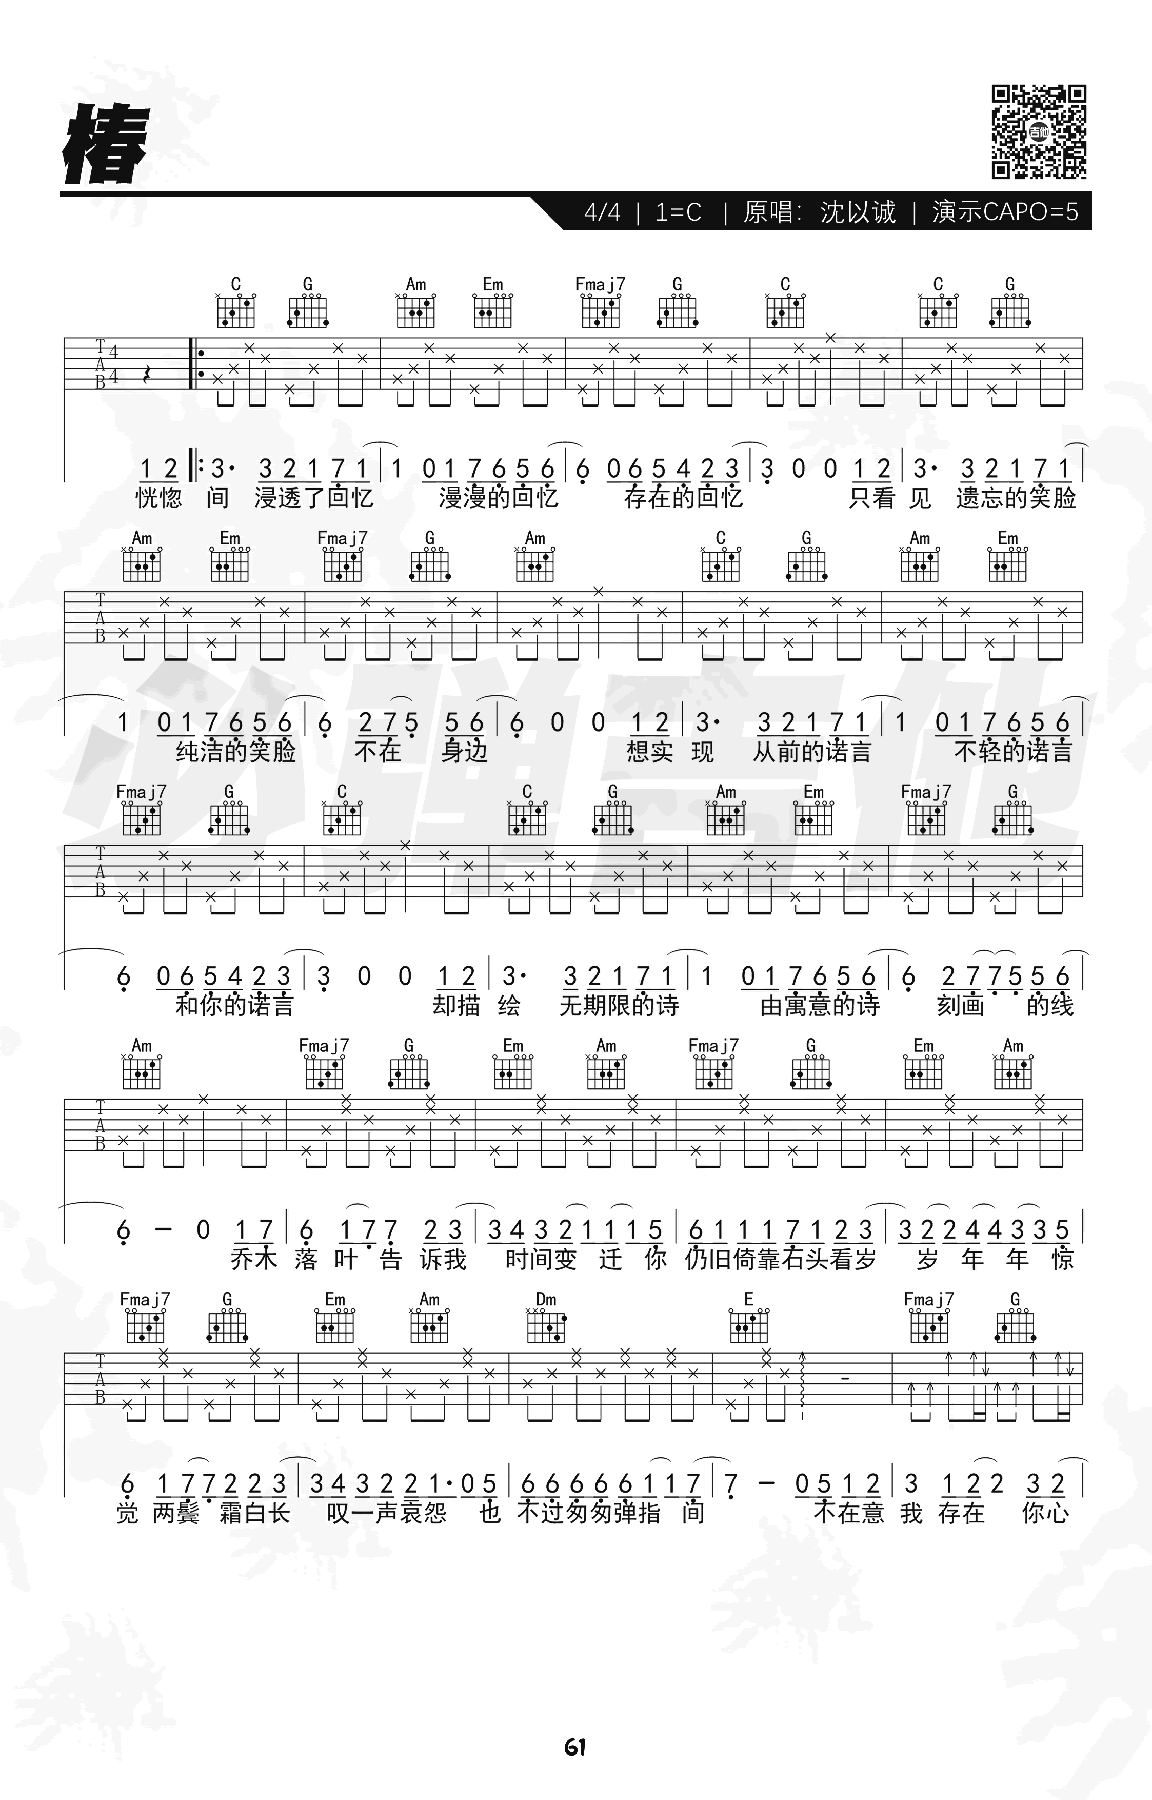 椿
吉他
4/4 | 1=C | 原唱：沈以诚 | 演示CAPO=5
C G Am Em Fmaj7 G C C G
T A B 4 4
1 2 3· 3 2 1 7 1 1 0 1 7 6 5 6 6 0 6 5 4 2 3 3 0 0 1 2 3· 3 2 1 7 1
恍惚 间 浸透了回忆 漫漫的回忆 存在的回忆 只看 见 遗忘的笑脸
Am Em Fmaj7 G Am C G Am Em
T A B
1 0 1 7 6 5 6 6 2 7 5 5 6 6 0 0 1 2 3· 3 2 1 7 1 1 0 1 7 6 5 6
纯洁的笑脸 不在 身边 想实 现 从前的诺言 不轻的诺言
必弹吉他
Fmaj7 G C C G Am Em Fmaj7 G
T A B
6 0 6 5 4 2 3 3 0 0 1 2 3· 3 2 1 7 1 1 0 1 7 6 5 6 6 2 7 7 5 5 6
和你的诺言 却描 绘 无期限的诗 由寓意的诗 刻画 的线
Am Fmaj7 G Em Am Fmaj7 G Em Am
T A B
6 – 0 1 7 6 1 7 7 2 3 3 4 3 2 1 1 1 5 6 1 1 1 7 1 2 3 3 2 2 4 4 3 3 5
乔木 落 叶 告 诉我 时间变 迁 你 仍旧倚靠石头看岁 岁 年 年 惊
Fmaj7 G Em Am Dm E Fmaj7 G
T A B
6 1 7 7 2 2 2 3 3 4 3 2 2 1· 0 5 6 6 6 6 6 1 1 7 7 – 0 5 1 2 3 1 2 2 3 2
觉 两鬓 霜白长 叹一声哀怨 也 不过匆匆弹指 间 不在意 我 存在 你心
61